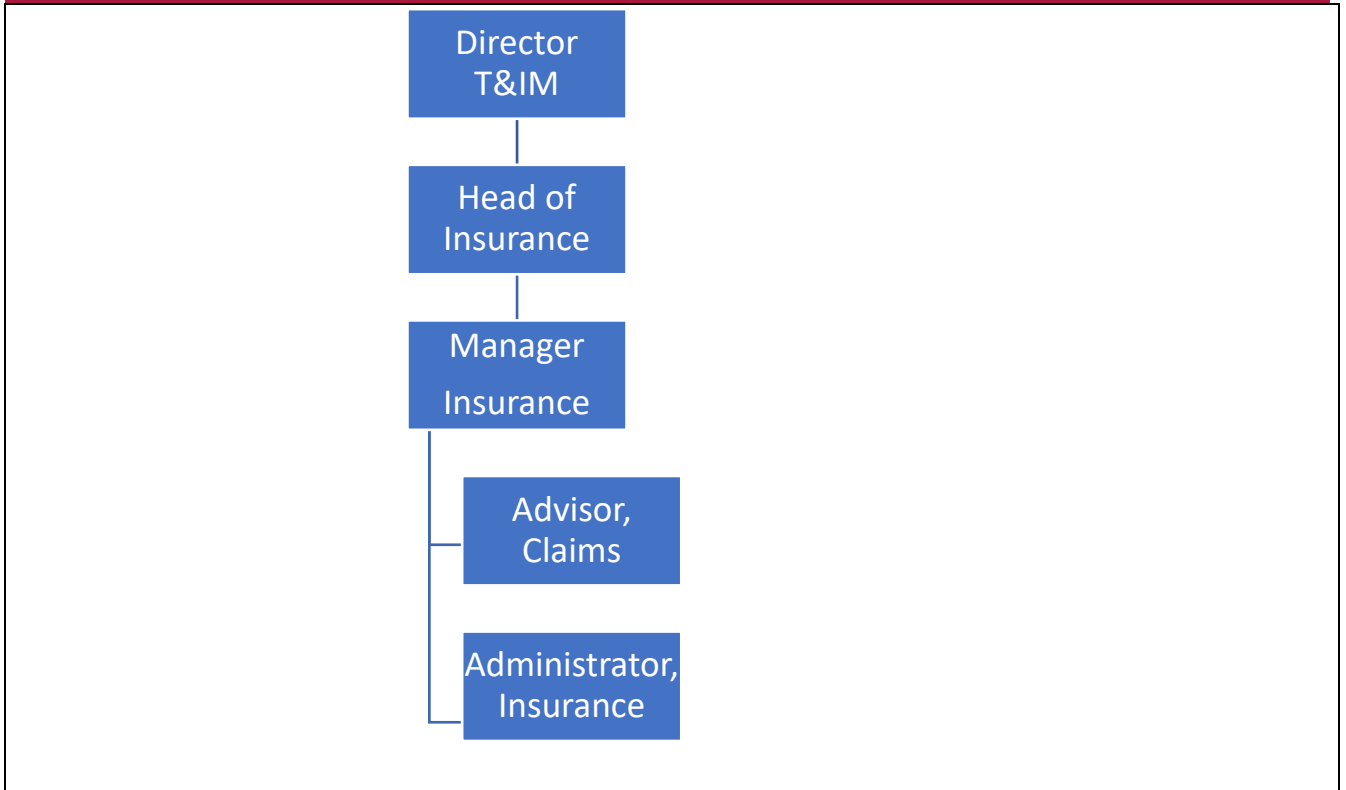 Director
T&IM
Head of
Insurance
Manager
Insurance
Advisor,
Claims
Administrator,
Insurance